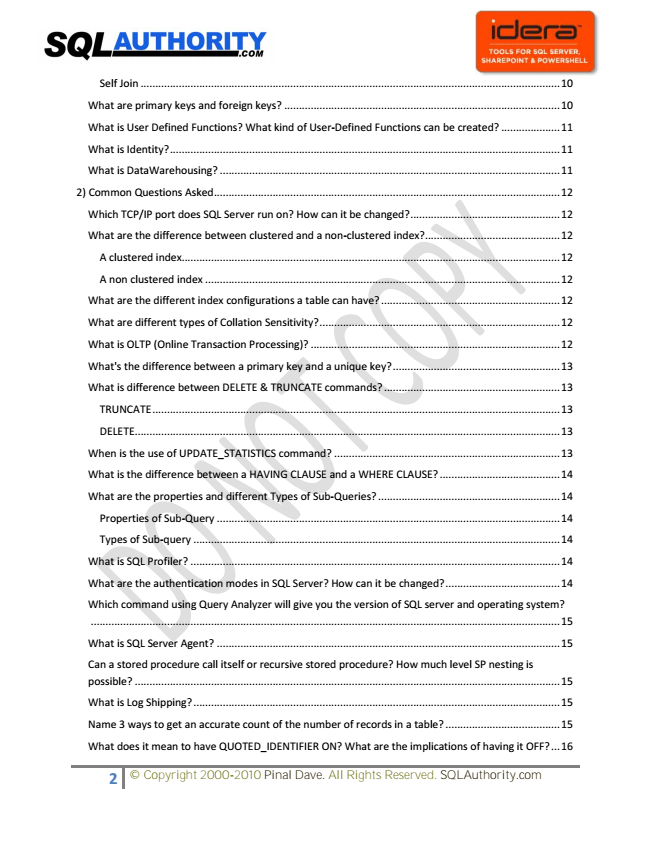 SQLAUTHORITY
.COM
idera™
TOOLS FOR SQL SERVER,
SHAREPOINT & POWERSHELL
Self Join ........................................................................................................................ 10
What are primary keys and foreign keys? ........................................................................ 10
What is User Defined Functions? What kind of User-Defined Functions can be created? .................. 11
What is Identity? ........................................................................................................ 11
What is DataWarehousing? ............................................................................................ 11
2) Common Questions Asked ............................................................................................ 12
Which TCP/IP port does SQL Server run on? How can it be changed? ........................................ 12
What are the difference between clustered and a non-clustered index? .................................... 12
A clustered index ........................................................................................................ 12
A non clustered index .................................................................................................... 12
What are the different index configurations a table can have? ................................................ 12
What are different types of Collation Sensitivity? ................................................................ 12
What is OLTP (Online Transaction Processing)? .................................................................... 12
What's the difference between a primary key and a unique key? ................................................ 13
What is difference between DELETE & TRUNCATE commands? .................................................... 13
TRUNCATE ................................................................................................................ 13
DELETE .................................................................................................................... 13
When is the use of UPDATE_STATISTICS command? ................................................................ 13
What is the difference between a HAVING CLAUSE and a WHERE CLAUSE? .................................... 14
What are the properties and different Types of Sub-Queries? .................................................... 14
Properties of Sub-Query ................................................................................................ 14
Types of Sub-query ........................................................................................................ 14
What is SQL Profiler? .................................................................................................... 14
What are the authentication modes in SQL Server? How can it be changed? ................................ 14
Which command using Query Analyzer will give you the version of SQL server and operating system?
................................................................................................................................ 15
What is SQL Server Agent? ................................................................................................ 15
Can a stored procedure call itself or recursive stored procedure? How much level SP nesting is
possible? .................................................................................................................... 15
What is Log Shipping? .................................................................................................... 15
Name 3 ways to get an accurate count of the number of records in a table? ................................ 15
What does it mean to have QUOTED_IDENTIFIER ON? What are the implications of having it OFF? ... 16
DO NOT COPY
2 © Copyright 2000-2010 Pinal Dave. All Rights Reserved. SQLAuthority.com